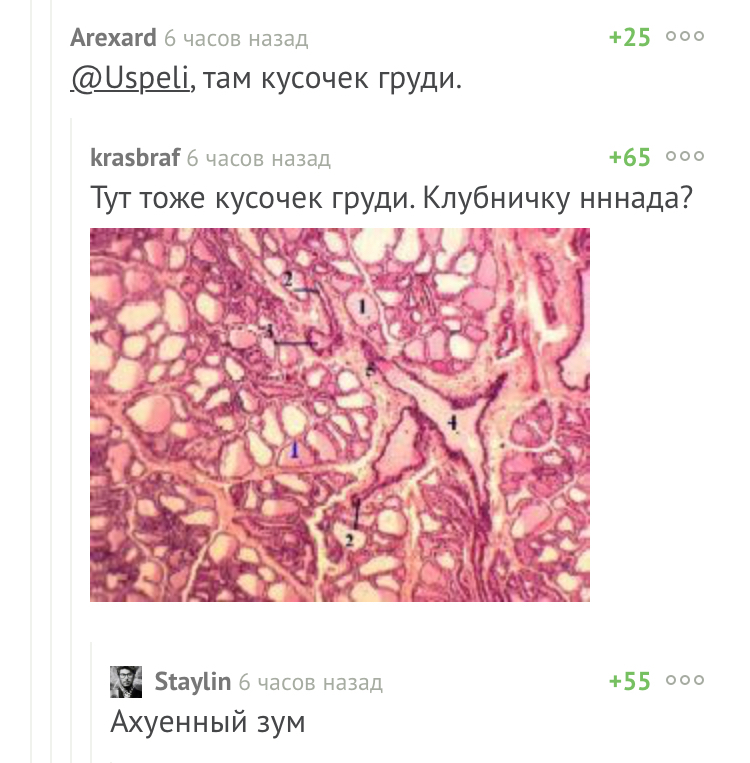 Arexard 6 часов назад +25
@Uspeli, там кусочек груди.
krasbraf 6 часов назад +65
Тут тоже кусочек груди. Клубничку нннада?
2
1
3
5
4
1
2
Staylin 6 часов назад +55
Ахуенный зум